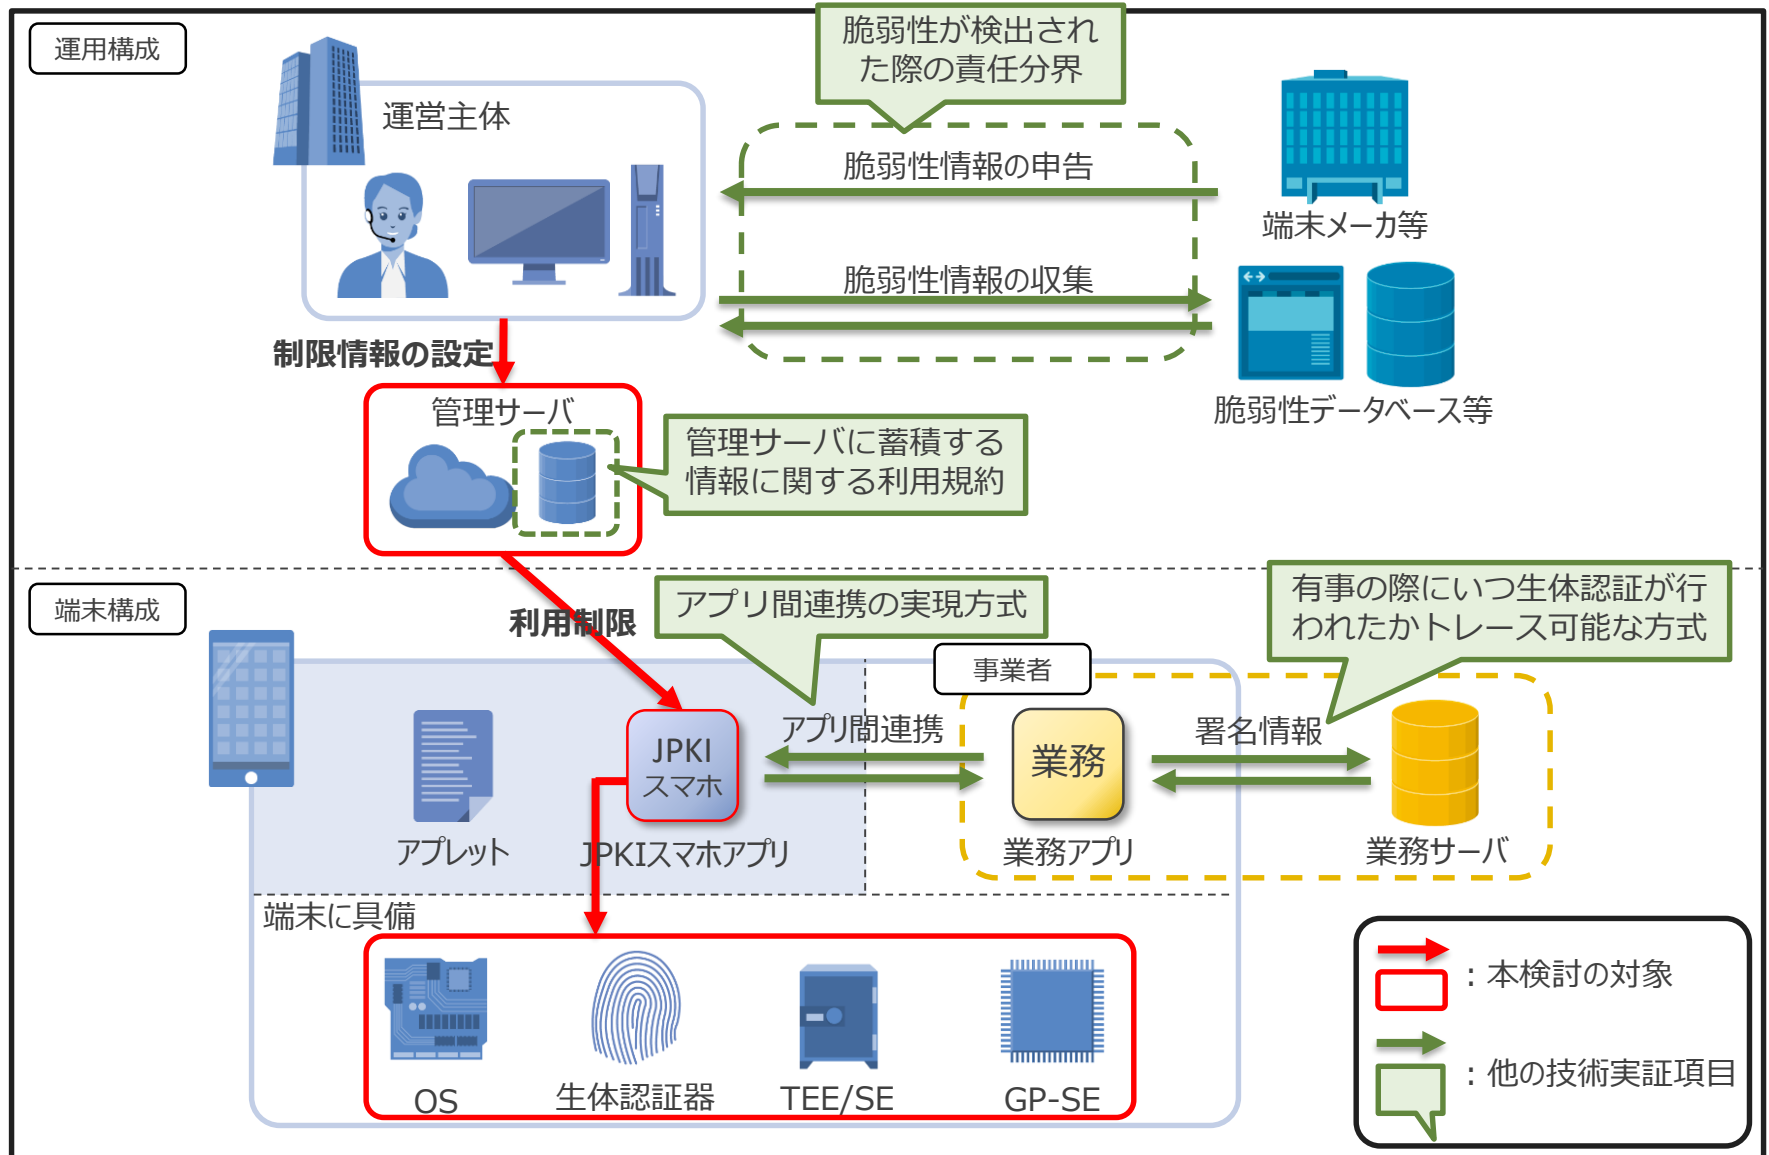 運用構成
脆弱性が検出され
た際の責任分界
運営主体
脆弱性情報の申告
端末メーカ等
脆弱性情報の収集
脆弱性データベース等
制限情報の設定
管理サーバ
管理サーバに蓄積する
情報に関する利用規約
端末構成
利用制限
アプリ間連携の実現方式
有事の際にいつ生体認証が行
われたかトレース可能な方式
事業者
アプリ間連携
署名情報
JPKI
スマホ
業務
アプレット
JPKIスマホアプリ
業務アプリ
業務サーバ
端末に具備
OS
生体認証器
TEE/SE
GP-SE
：本検討の対象
：他の技術実証項目